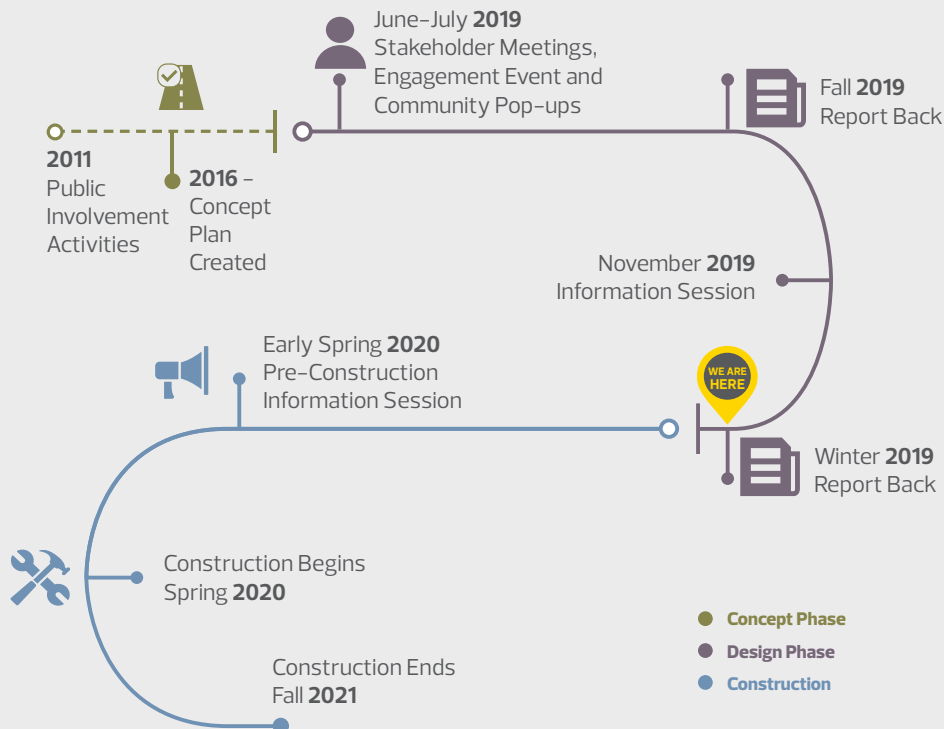 June-July 2019
Stakeholder Meetings,
Engagement Event and
Community Pop-ups
Fall 2019
Report Back
2011
Public
Involvement
Activities
2016 –
Concept
Plan
Created
November 2019
Information Session
Early Spring 2020
Pre-Construction
Information Session
WE ARE
HERE
Winter 2019
Report Back
Construction Begins
Spring 2020
Construction Ends
Fall 2021
Concept Phase
Design Phase
Construction